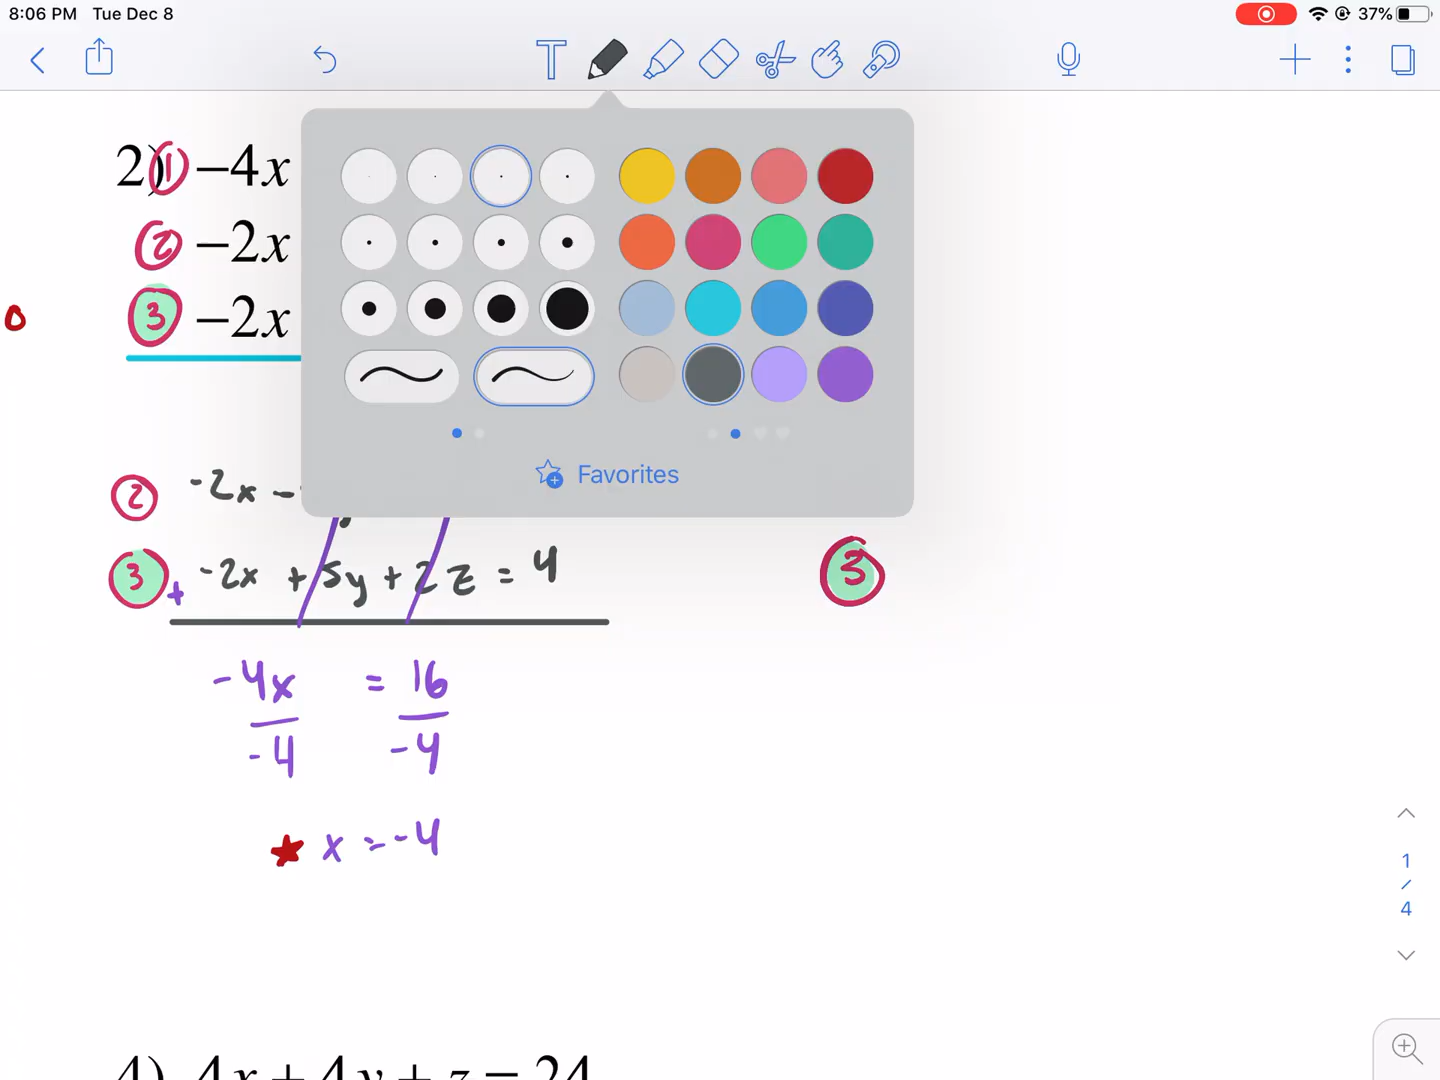 8:06 PM Tue Dec 8 37%
T
2) ① −4x
② −2x
③ −2x
② -2x -
③ + -2x + 5y + 2z = 4
③
-4x = 16
-4 -4
★ x = -4
Favorites
1
/
4
4) 4x + 4y + z = 24